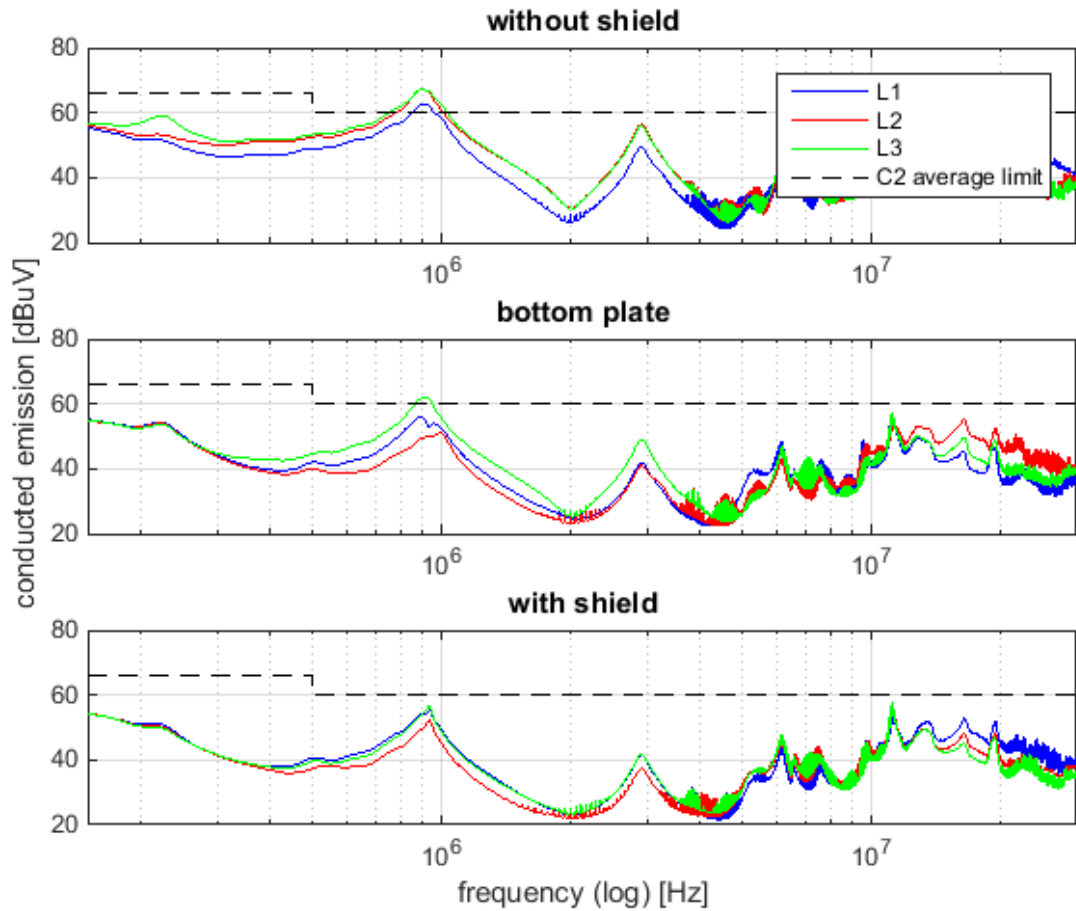 without shield
80
60
40
20
10^6
10^7
L1
L2
L3
C2 average limit
bottom plate
80
60
40
20
10^6
10^7
conducted emission [dBuV]
with shield
80
60
40
20
10^6
10^7
frequency (log) [Hz]